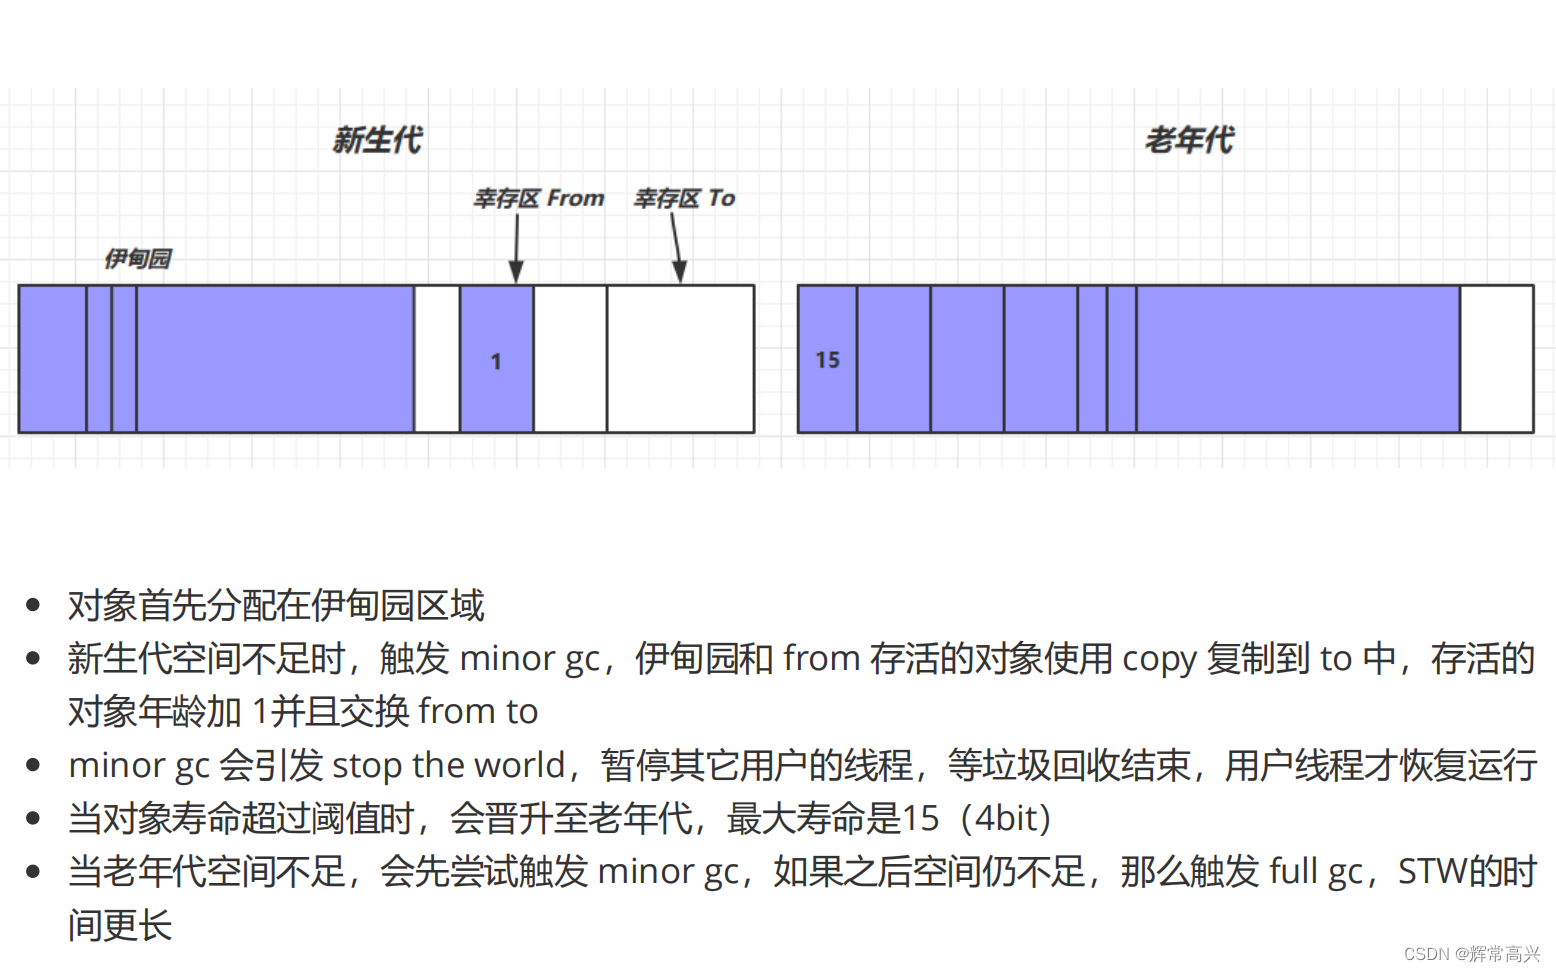 新生代
老年代
幸存区 From
幸存区 To
伊甸园
1
15
对象首先分配在伊甸园区域
新生代空间不足时，触发 minor gc，伊甸园和 from 存活的对象使用 copy 复制到 to 中，存活的
对象年龄加 1并且交换 from to
minor gc 会引发 stop the world，暂停其它用户的线程，等垃圾回收结束，用户线程才恢复运行
当对象寿命超过阈值时，会晋升至老年代，最大寿命是15（4bit）
当老年代空间不足，会先尝试触发 minor gc，如果之后空间仍不足，那么触发 full gc，STW的时
间更长
CSDN @辉常高兴